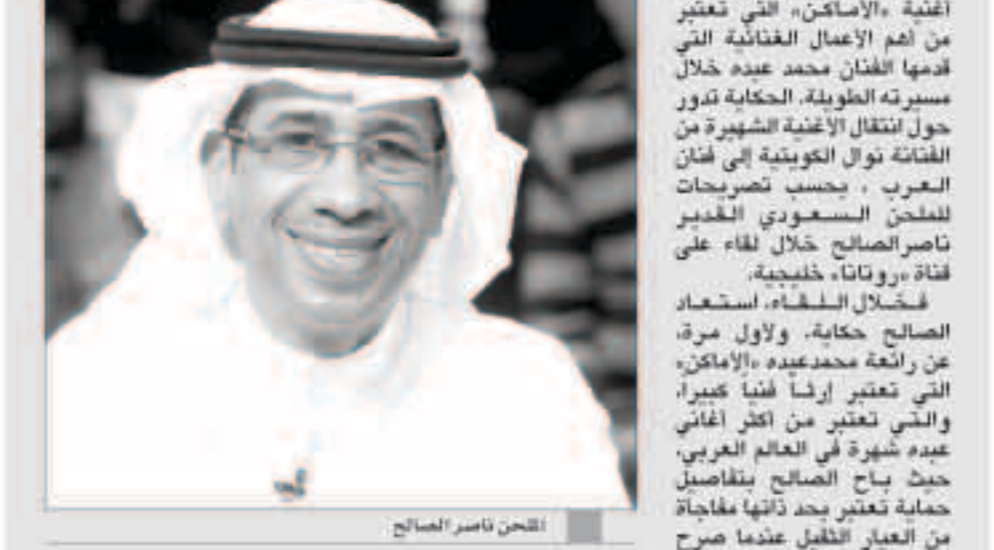 أغنية «الأماكن» التي تعتبر
من أهم الأعمال الغنائية التي
قدمها الفنان محمد عبده خلال
مسيرته الطويلة. الحكاية تدور
حول انتقال الأغنية الشهيرة من
الفنانة نوال الكويتية إلى فنان
العرب ، بحسب تصريحات
للملحن السعودي القدير
ناصر الصالح خلال لقاء على
قناة «روتانا» خليجية.
فخلال اللقاء، استعاد
الصالح حكاية، ولاول مرة،
عن رائعة محمدعبده «الاماكن»
التي تعتبر إرثاً فنياً كبيرا،
والتي تعتبر من أكثر أغاني
عبده شهرة في العالم العربي،
حيث باح الصالح بتفاصيل
حماية تعتبر بحد ذاتها مفاجأة
من العيار الثقيل عندما صرح
الملحن ناصر الصالح